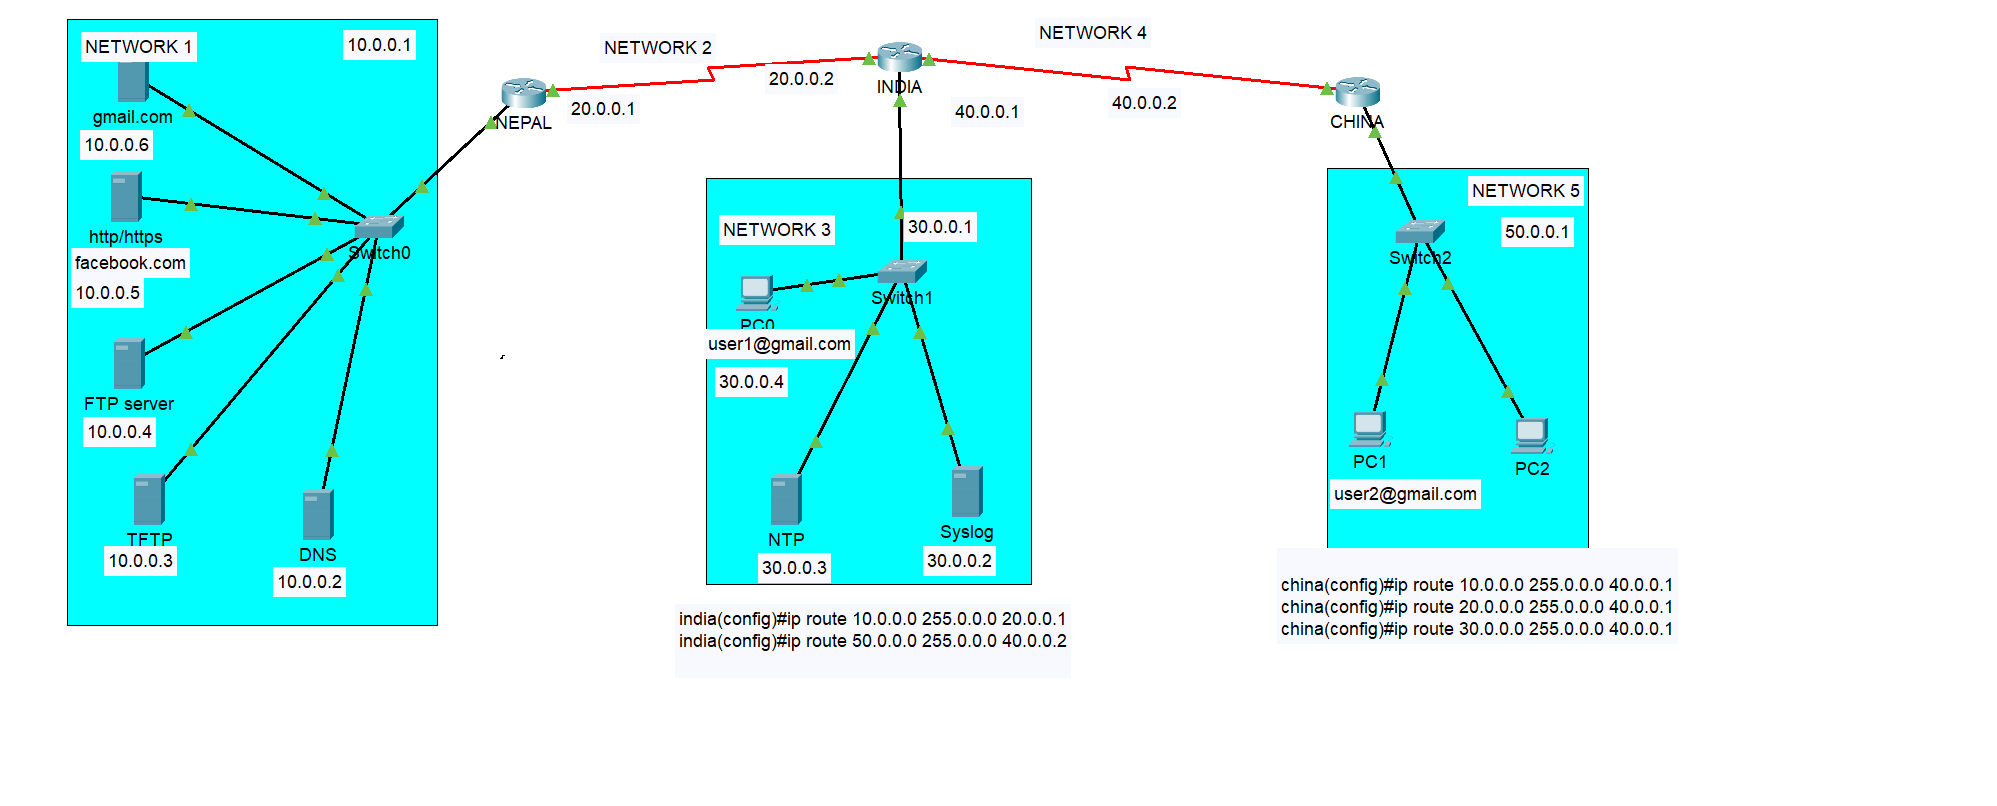 NETWORK 1
10.0.0.1
gmail.com
10.0.0.6
http/https
facebook.com
10.0.0.5
Switch0
FTP server
10.0.0.4
TFTP
10.0.0.3
DNS
10.0.0.2
NEPAL
NETWORK 2
20.0.0.1
20.0.0.2
INDIA
NETWORK 4
40.0.0.1
40.0.0.2
CHINA
NETWORK 3
30.0.0.1
Switch1
PC0
user1@gmail.com
30.0.0.4
NTP
30.0.0.3
Syslog
30.0.0.2
india(config)#ip route 10.0.0.0 255.0.0.0 20.0.0.1
india(config)#ip route 50.0.0.0 255.0.0.0 40.0.0.2
NETWORK 5
50.0.0.1
Switch2
PC1
user2@gmail.com
PC2
china(config)#ip route 10.0.0.0 255.0.0.0 40.0.0.1
china(config)#ip route 20.0.0.0 255.0.0.0 40.0.0.1
china(config)#ip route 30.0.0.0 255.0.0.0 40.0.0.1